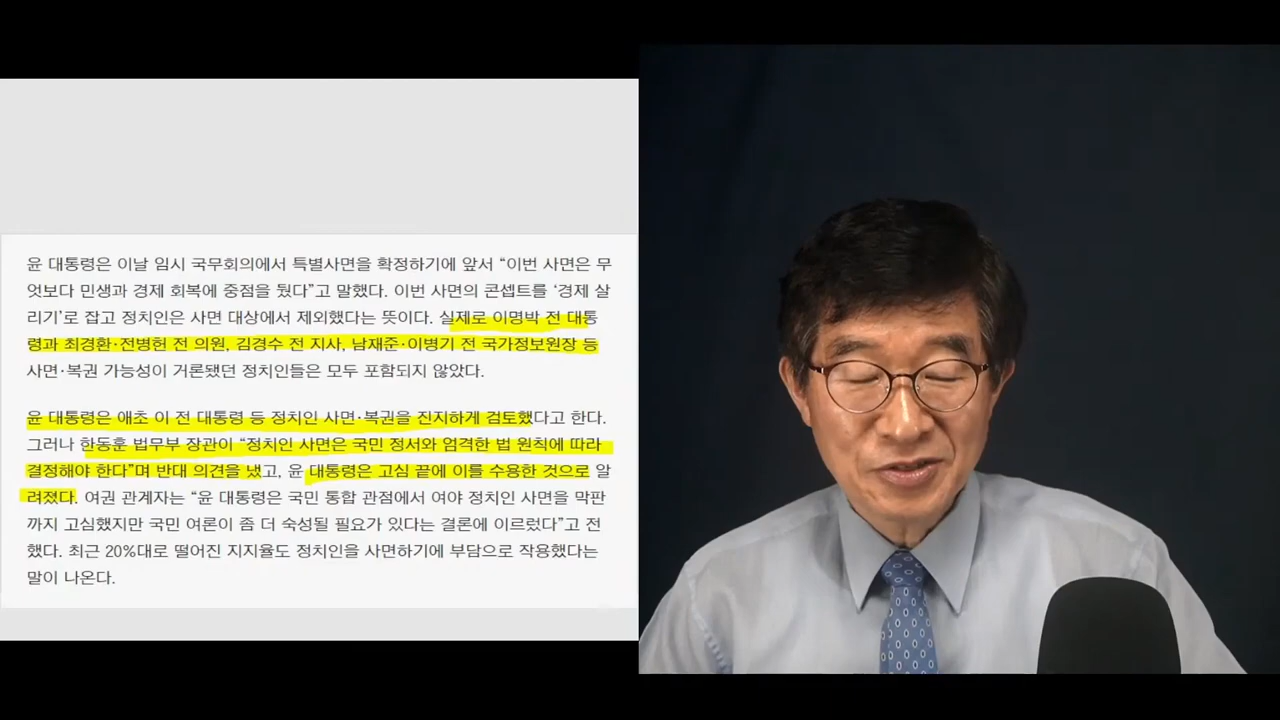 윤 대통령은 이날 임시 국무회의에서 특별사면을 확정하기에 앞서 “이번 사면은 무
엇보다 민생과 경제 회복에 중점을 뒀다”고 말했다. 이번 사면의 콘셉트를 ‘경제 살
리기’로 잡고 정치인은 사면 대상에서 제외했다는 뜻이다. 실제로 이명박 전 대통
령과 최경환·전병헌 전 의원, 김경수 전 지사, 남재준·이병기 전 국가정보원장 등
사면·복권 가능성이 거론됐던 정치인들은 모두 포함되지 않았다.
윤 대통령은 애초 이 전 대통령 등 정치인 사면·복권을 진지하게 검토했다고 한다.
그러나 한동훈 법무부 장관이 “정치인 사면은 국민 정서와 엄격한 법 원칙에 따라
결정해야 한다”며 반대 의견을 냈고, 윤 대통령은 고심 끝에 이를 수용한 것으로 알
려졌다. 여권 관계자는 “윤 대통령은 국민 통합 관점에서 여야 정치인 사면을 막판
까지 고심했지만 국민 여론이 좀 더 숙성될 필요가 있다는 결론에 이르렀다”고 전
했다. 최근 20%대로 떨어진 지지율도 정치인을 사면하기에 부담으로 작용했다는
말이 나온다.